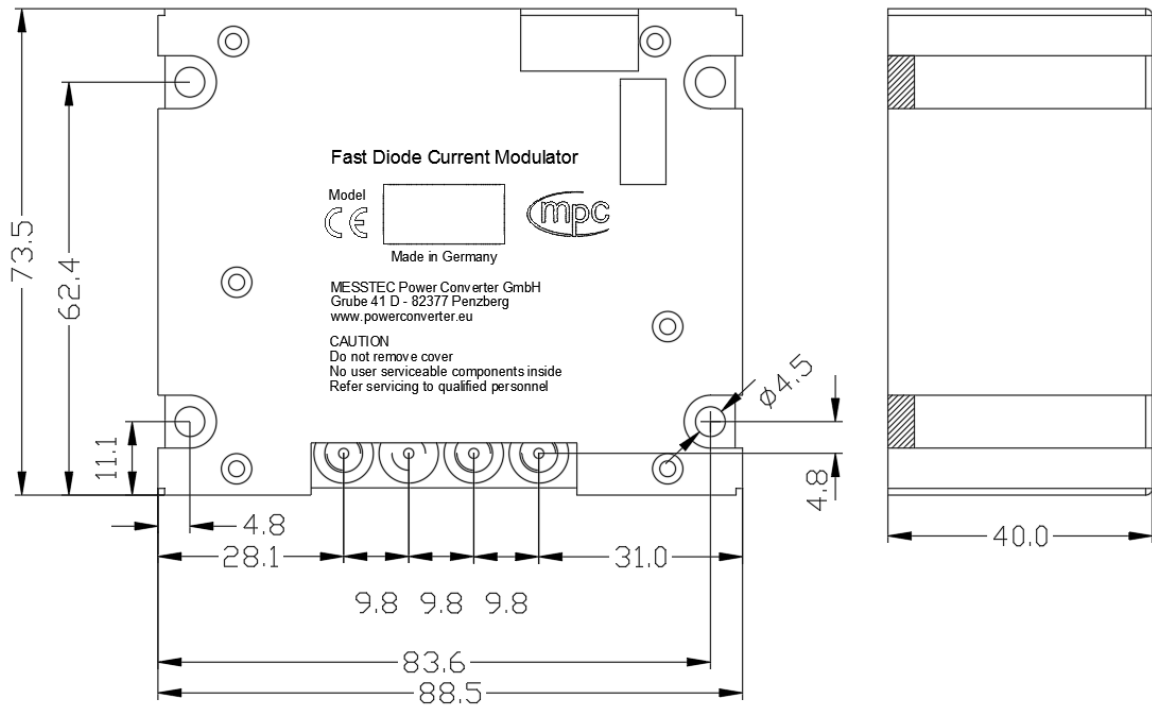 Fast Diode Current Modulator
Model
CE
mpc
Made in Germany
MESSTEC Power Converter GmbH
Grube 41 D - 82377 Penzberg
www.powerconverter.eu
CAUTION
Do not remove cover
No user serviceable components inside
Refer servicing to qualified personnel
73.5
62.4
11.1
4.8
28.1
9.8 9.8 9.8
31.0
83.6
88.5
Ø4.5
4.8
40.0